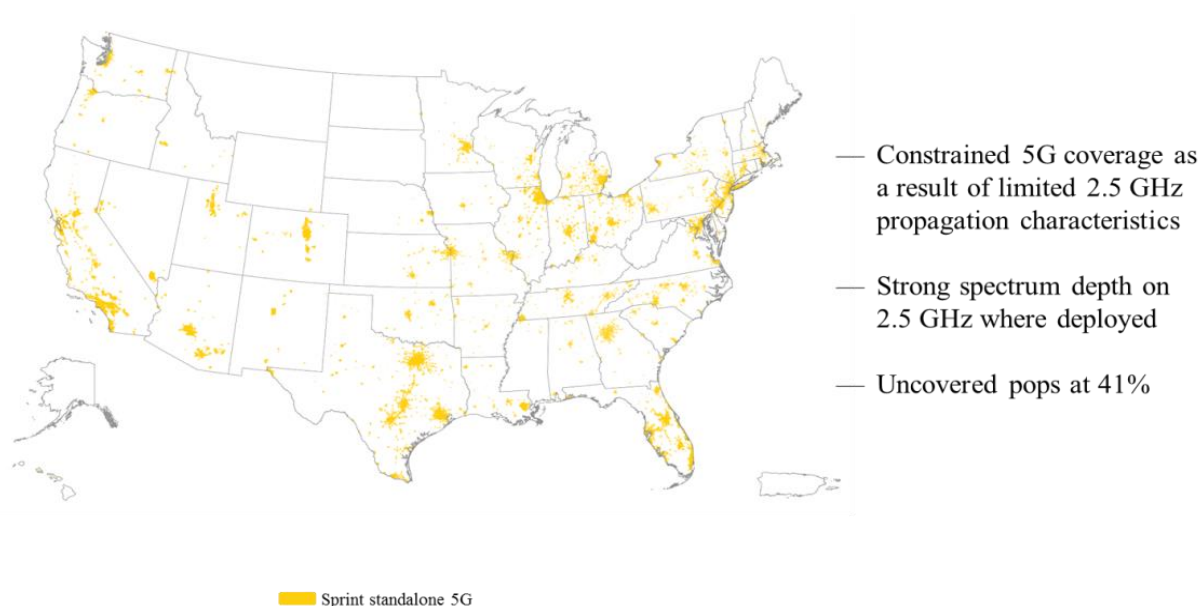 — Constrained 5G coverage as
a result of limited 2.5 GHz
propagation characteristics
— Strong spectrum depth on
2.5 GHz where deployed
— Uncovered pops at 41%
Sprint standalone 5G